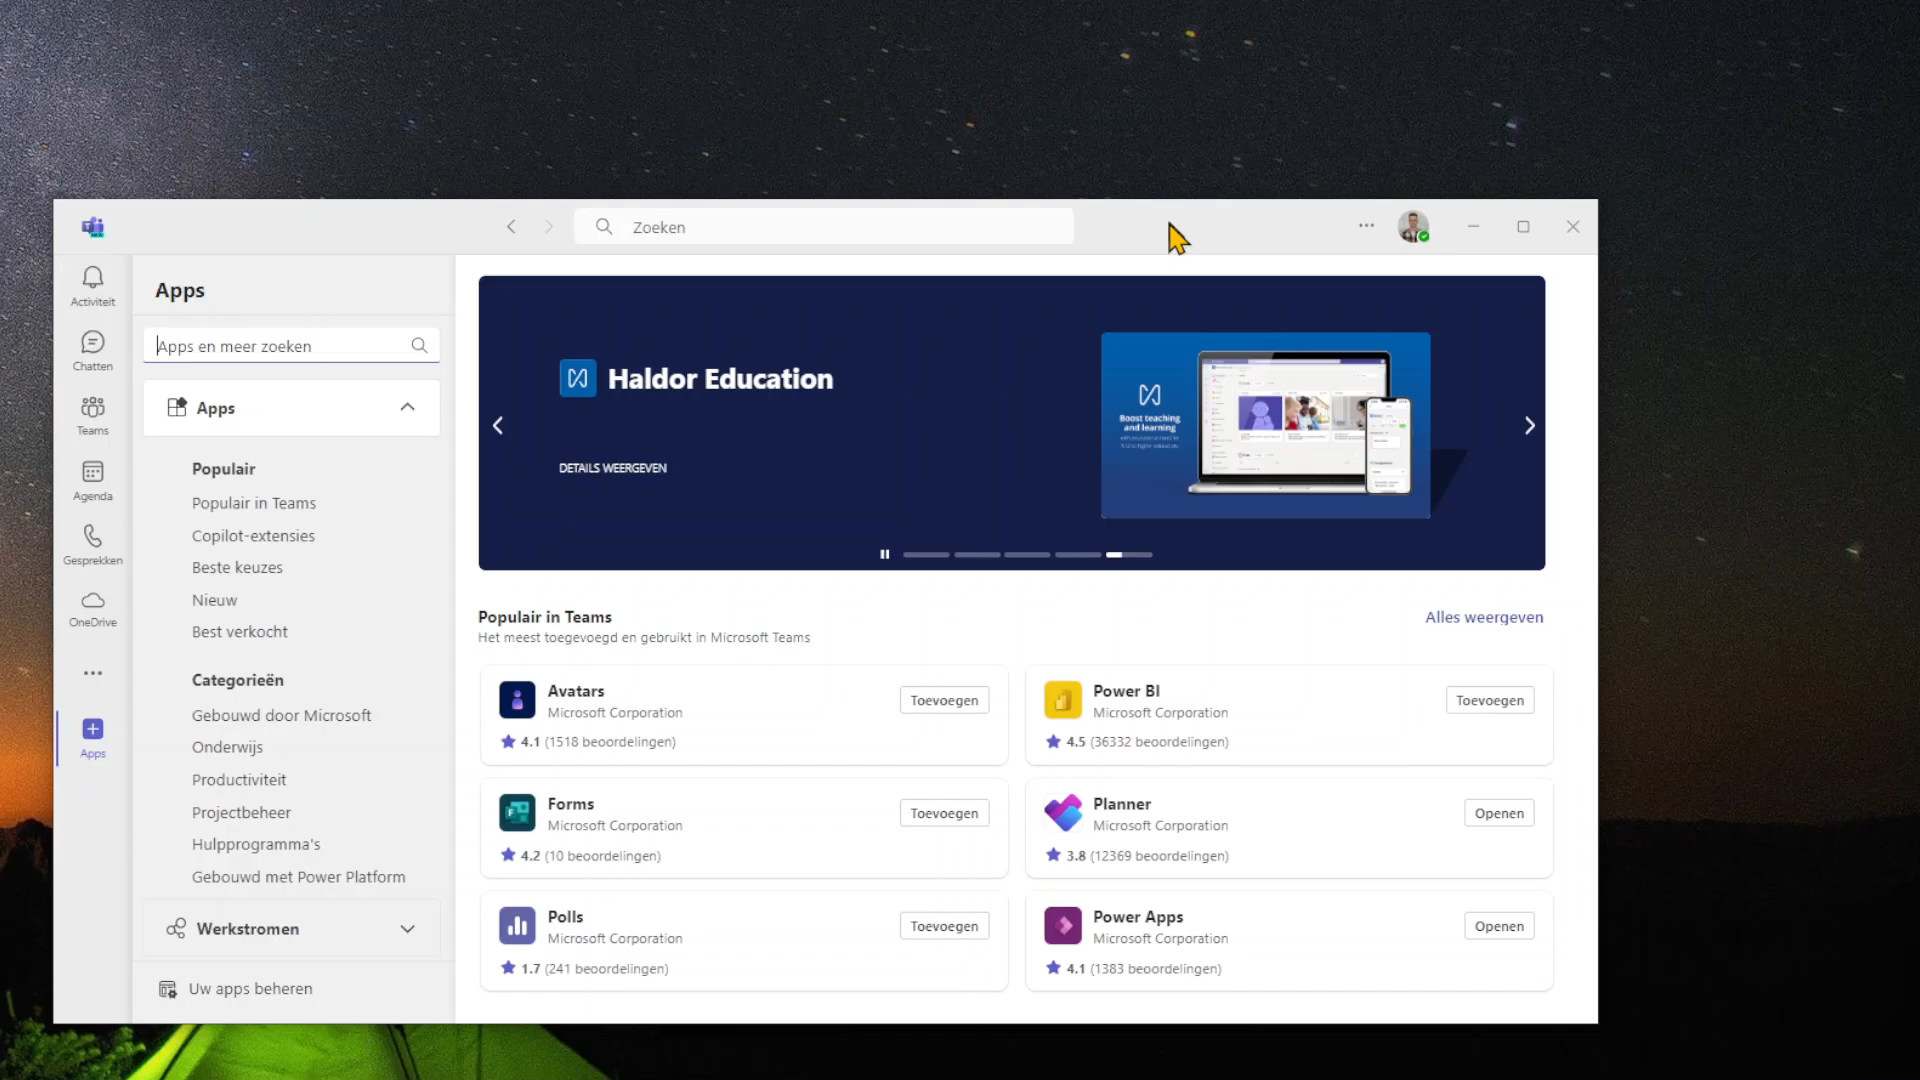 Zoeken
Activiteit
Chatten
Teams
Agenda
Gesprekken
OneDrive
Apps
Apps
Apps en meer zoeken
Apps
Populair
Populair in Teams
Copilot-extensies
Beste keuzes
Nieuw
Best verkocht
Categorieën
Gebouwd door Microsoft
Onderwijs
Productiviteit
Projectbeheer
Hulpprogramma's
Gebouwd met Power Platform
Werkstromen
Uw apps beheren
Haldor Education
DETAILS WEERGEVEN
Boost teaching
and learning
Populair in Teams
Alles weergeven
Het meest toegevoegd en gebruikt in Microsoft Teams
Avatars
Microsoft Corporation
Toevoegen
4.1 (1518 beoordelingen)
Power BI
Microsoft Corporation
Toevoegen
4.5 (36332 beoordelingen)
Forms
Microsoft Corporation
Toevoegen
4.2 (10 beoordelingen)
Planner
Microsoft Corporation
Openen
3.8 (12369 beoordelingen)
Polls
Microsoft Corporation
Toevoegen
1.7 (241 beoordelingen)
Power Apps
Microsoft Corporation
Openen
4.1 (1383 beoordelingen)